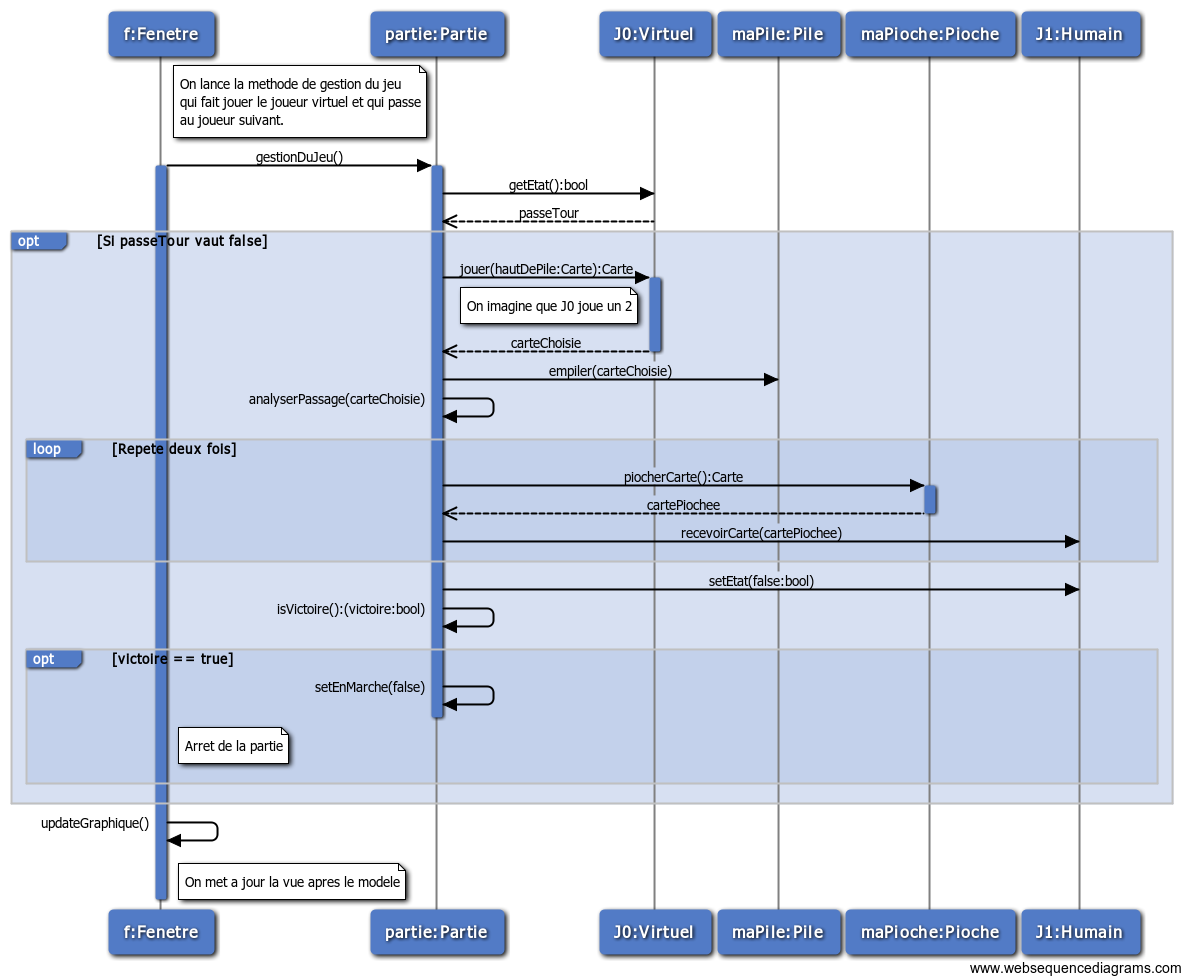 f:Fenetre
partie:Partie
J0:Virtuel
maPile:Pile
maPioche:Pioche
J1:Humain
On lance la methode de gestion du jeu
qui fait jouer le joueur virtuel et qui passe
au joueur suivant.
gestionDuJeu()
getEtat():bool
passeTour
opt
[Si passeTour vaut false]
jouer(hautDePile:Carte):Carte
On imagine que J0 joue un 2
carteChoisie
empiler(carteChoisie)
analyserPassage(carteChoisie)
loop
[Repete deux fois]
piocherCarte():Carte
cartePiochee
recevoirCarte(cartePiochee)
setEtat(false:bool)
isVictoire():(victoire:bool)
opt
[victoire == true]
setEnMarche(false)
Arret de la partie
updateGraphique()
On met a jour la vue apres le modele
f:Fenetre
partie:Partie
J0:Virtuel
maPile:Pile
maPioche:Pioche
J1:Humain
www.websequencediagrams.com